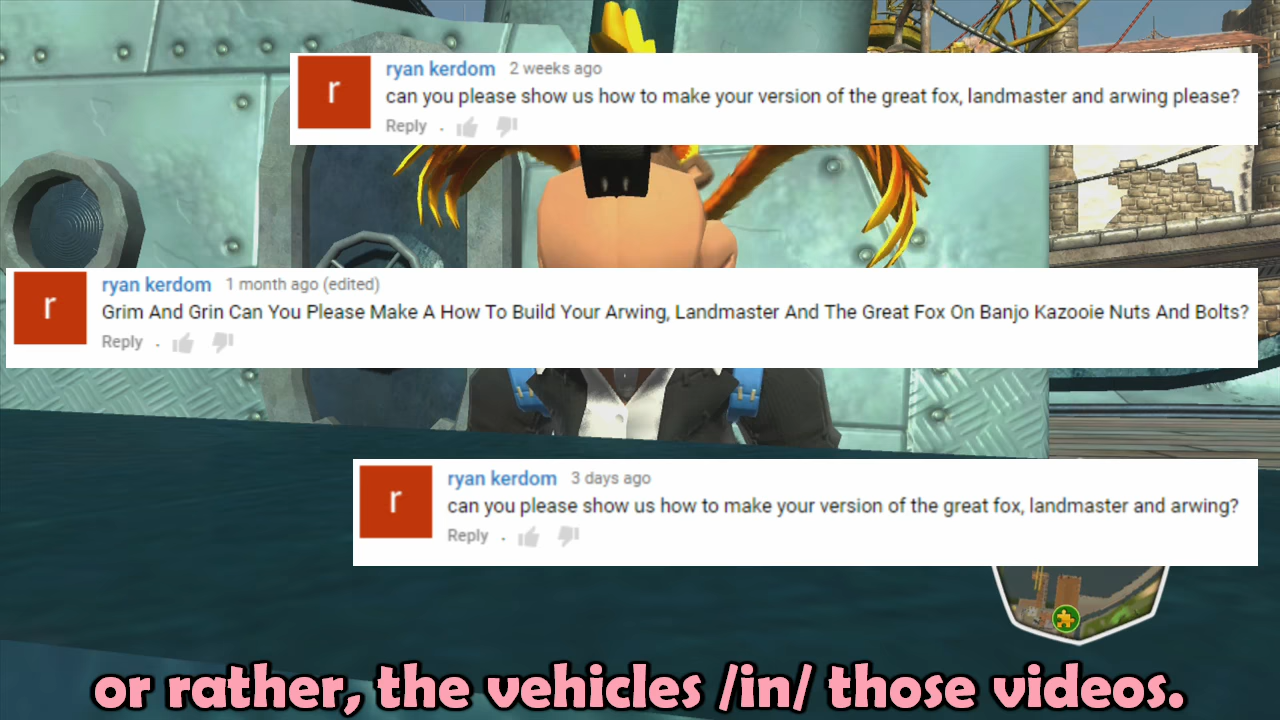 r
ryan kerdom 2 weeks ago
can you please show us how to make your version of the great fox, landmaster and arwing please?
Reply .
r
ryan kerdom 1 month ago (edited)
Grim And Grin Can You Please Make A How To Build Your Arwing, Landmaster And The Great Fox On Banjo Kazooie Nuts And Bolts?
Reply .
r
ryan kerdom 3 days ago
can you please show us how to make your version of the great fox, landmaster and arwing?
Reply .
or rather, the vehicles /in/ those videos.